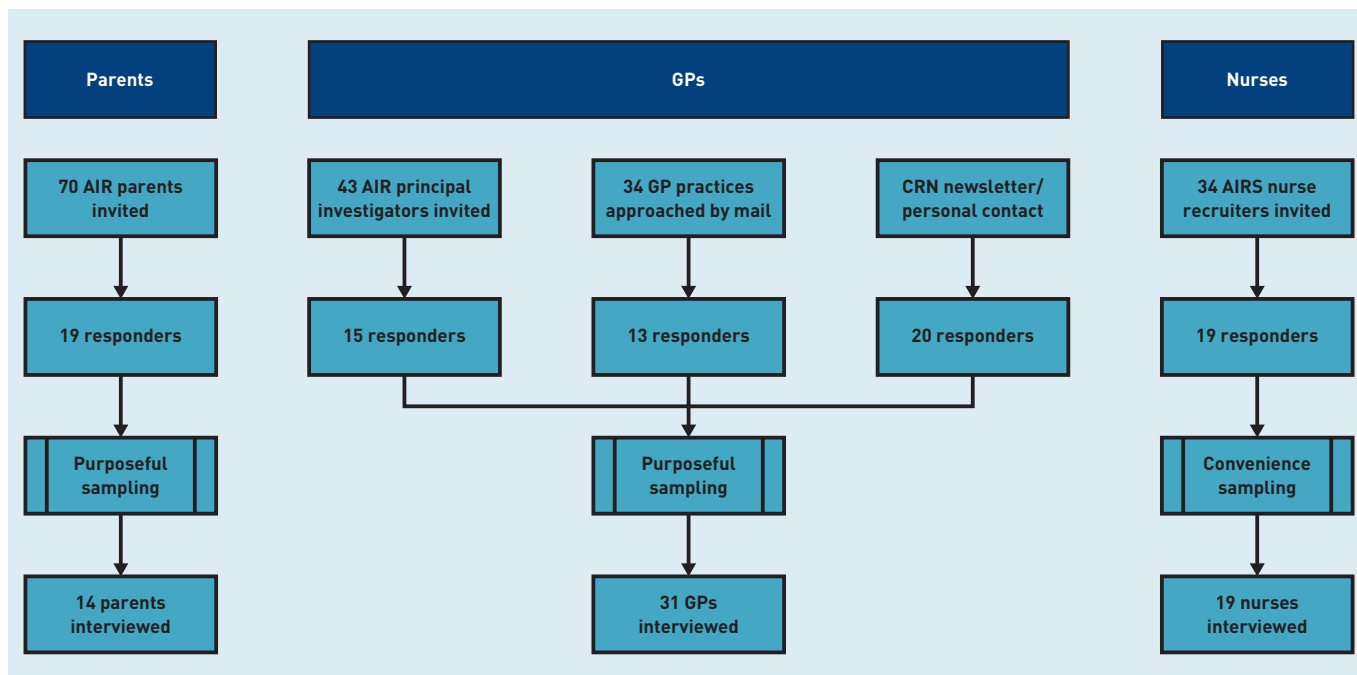 Parents
GPs
Nurses
70 AIR parents
invited
43 AIR principal
investigators invited
34 GP practices
approached by mail
CRN newsletter/
personal contact
34 AIRS nurse
recruiters invited
19 responders
15 responders
13 responders
20 responders
19 responders
Purposeful
sampling
Purposeful
sampling
Convenience
sampling
14 parents
interviewed
31 GPs
interviewed
19 nurses
interviewed